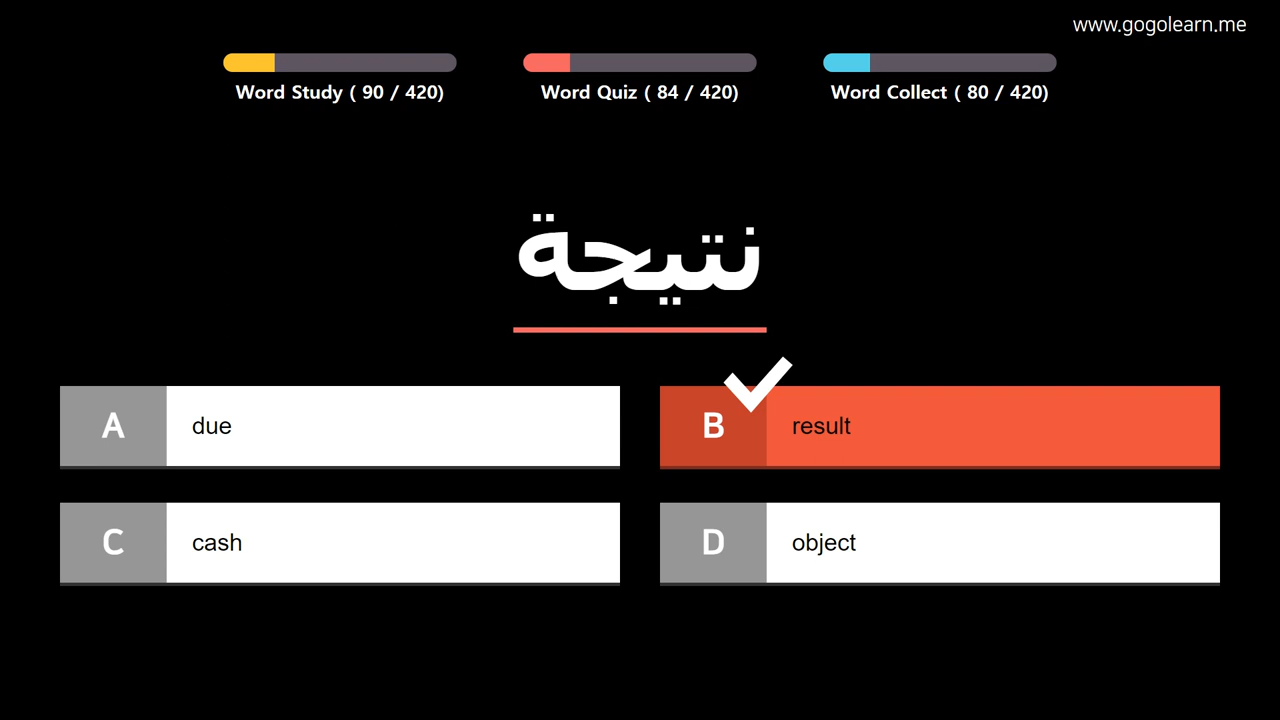 www.gogolearn.me
Word Study ( 90 / 420)
Word Quiz ( 84 / 420)
Word Collect ( 80 / 420)
نتيجة
A due
B result
C cash
D object